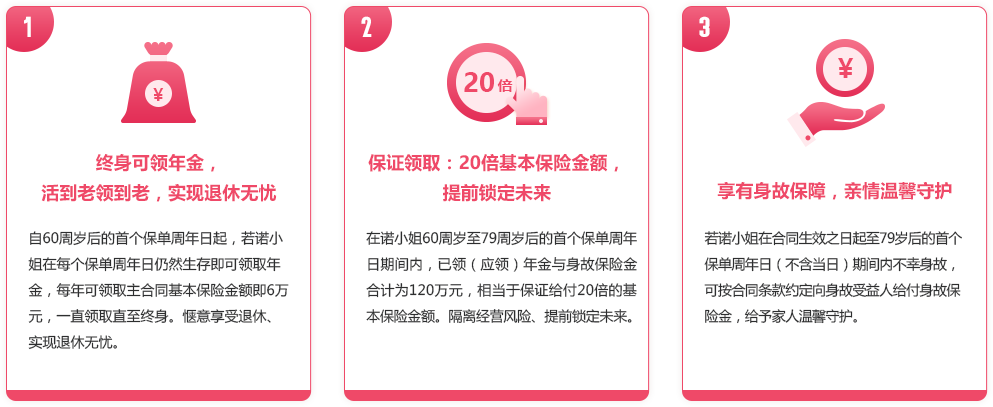 1
¥
终身可领年金，
活到老领到老，实现退休无忧
自60周岁后的首个保单周年日起，若诺小
姐在每个保单周年日仍然生存即可领取年
金，每年可领取主合同基本保险金额即6万
元，一直领取直至终身。惬意享受退休、
实现退休无忧。
2
20倍
保证领取：20倍基本保险金额，
提前锁定未来
在诺小姐60周岁至79周岁后的首个保单周年
日期间内，已领（应领）年金与身故保险金
合计为120万元，相当于保证给付20倍的基
本保险金额。隔离经营风险、提前锁定未来。
3
¥
享有身故保障，亲情温馨守护
若诺小姐在合同生效之日起至79岁后的首个
保单周年日（不含当日）期间内不幸身故，
可按合同条款约定向身故受益人给付身故保
险金，给予家人温馨守护。